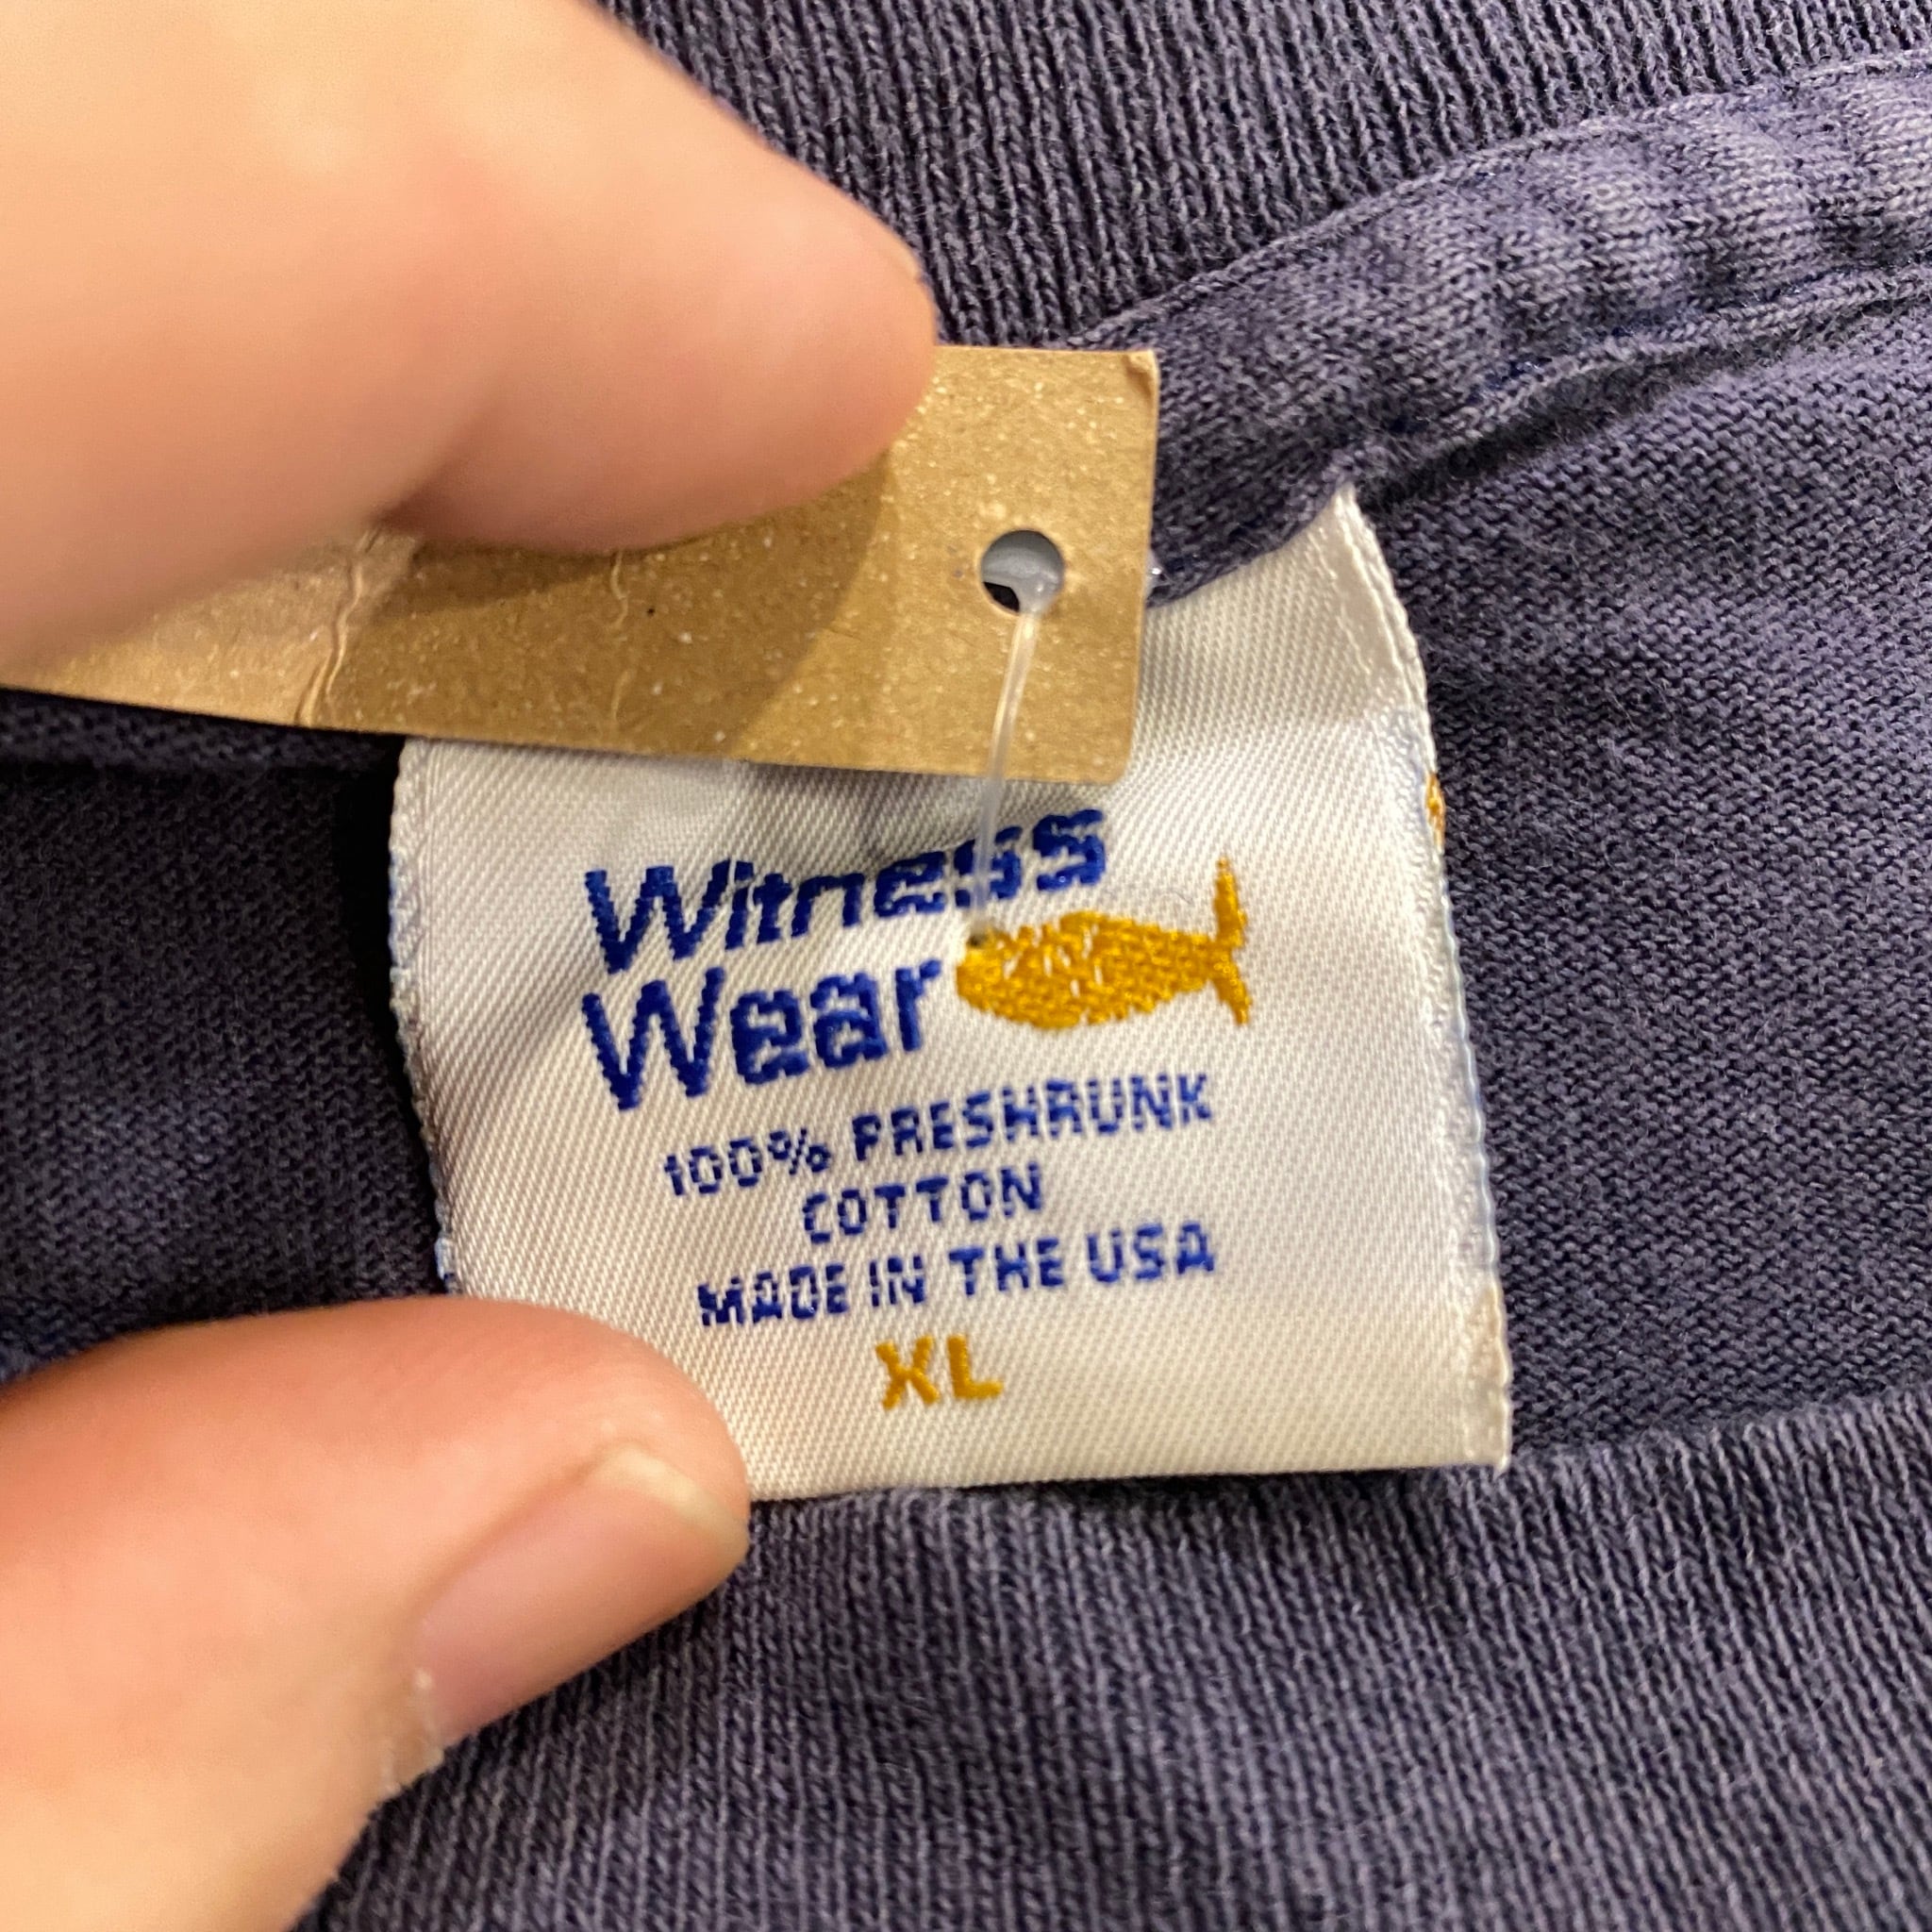 Witness
Wear
100% PRESHRUNK
COTTON
MADE IN THE USA
XL